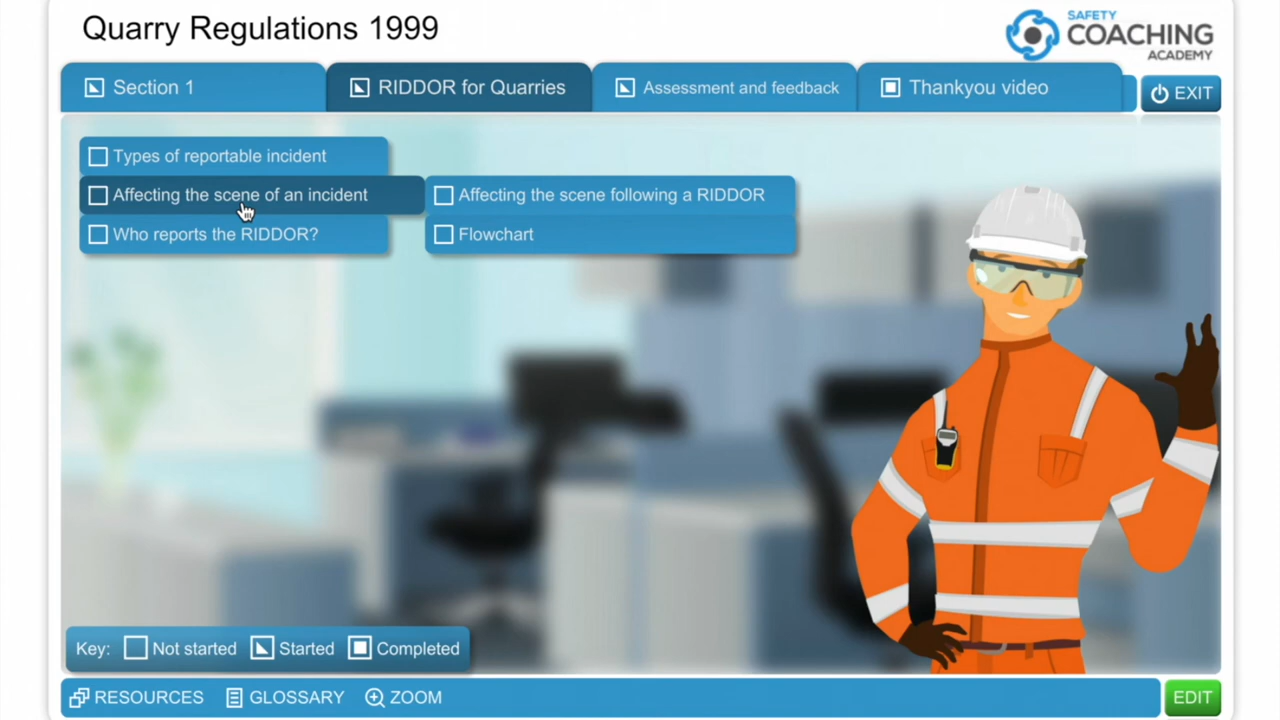 Quarry Regulations 1999
SAFETY
COACHING
ACADEMY
Section 1
RIDDOR for Quarries
Assessment and feedback
Thankyou video
EXIT
Types of reportable incident
Affecting the scene of an incident
Affecting the scene following a RIDDOR
Who reports the RIDDOR?
Flowchart
Key: Not started Started Completed
RESOURCES GLOSSARY ZOOM
EDIT